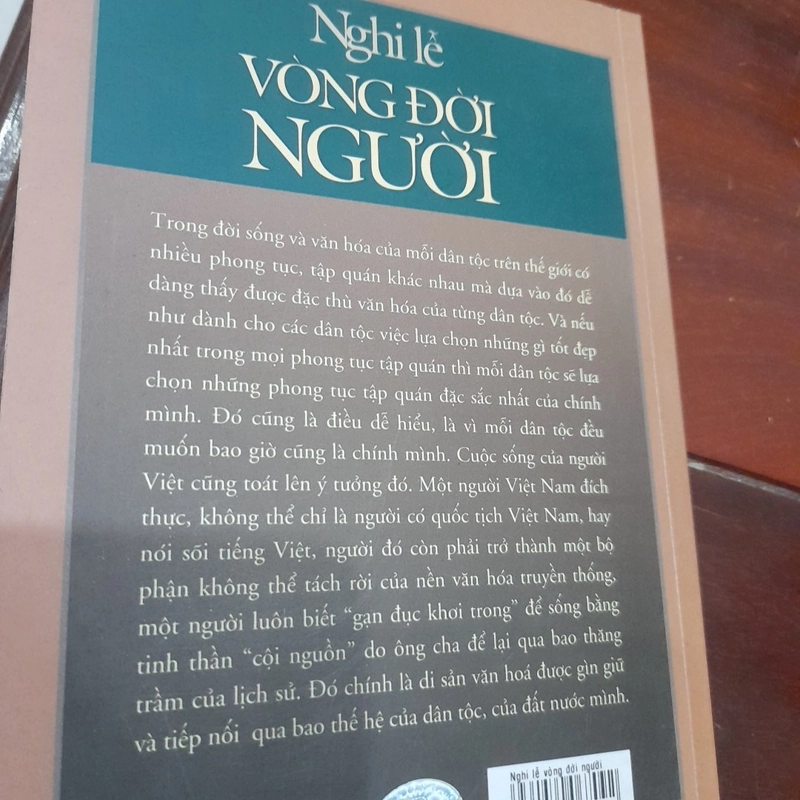 Nghi lễ
VÒNG ĐỜI
NGƯỜI
Trong đời sống và văn hóa của mỗi dân tộc trên thế giới có
nhiều phong tục, tập quán khác nhau mà dựa vào đó dễ
dàng thấy được đặc thù văn hóa của từng dân tộc. Và nếu
như dành cho các dân tộc việc lựa chọn những gì tốt đẹp
nhất trong mọi phong tục tập quán thì mỗi dân tộc sẽ lựa
chọn những phong tục tập quán đặc sắc nhất của chính
mình. Đó cũng là điều dễ hiểu, là vì mỗi dân tộc đều
muốn bao giờ cũng là chính mình. Cuộc sống của người
Việt cũng toát lên ý tưởng đó. Một người Việt Nam đích
thực, không thể chỉ là người có quốc tịch Việt Nam, hay
nói sõi tiếng Việt, người đó còn phải trở thành một bộ
phận không thể tách rời của nền văn hóa truyền thống,
một người luôn biết “gạn đục khơi trong” để sống bằng
tinh thần “cội nguồn” do ông cha để lại qua bao thăng
trầm của lịch sử. Đó chính là di sản văn hoá được gìn giữ
và tiếp nối qua bao thế hệ của dân tộc, của đất nước mình.
Nghi lễ vòng đời người